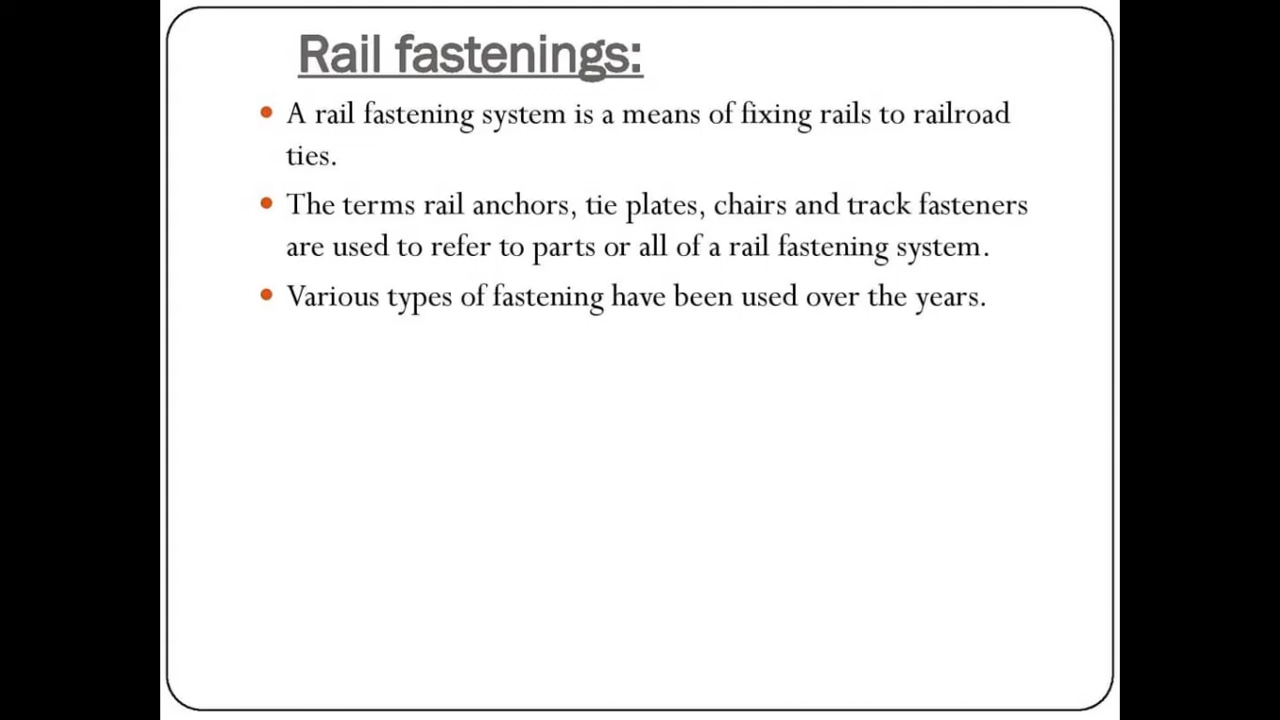 Rail fastenings:
• A rail fastening system is a means of fixing rails to railroad
ties.
• The terms rail anchors, tie plates, chairs and track fasteners
are used to refer to parts or all of a rail fastening system.
• Various types of fastening have been used over the years.